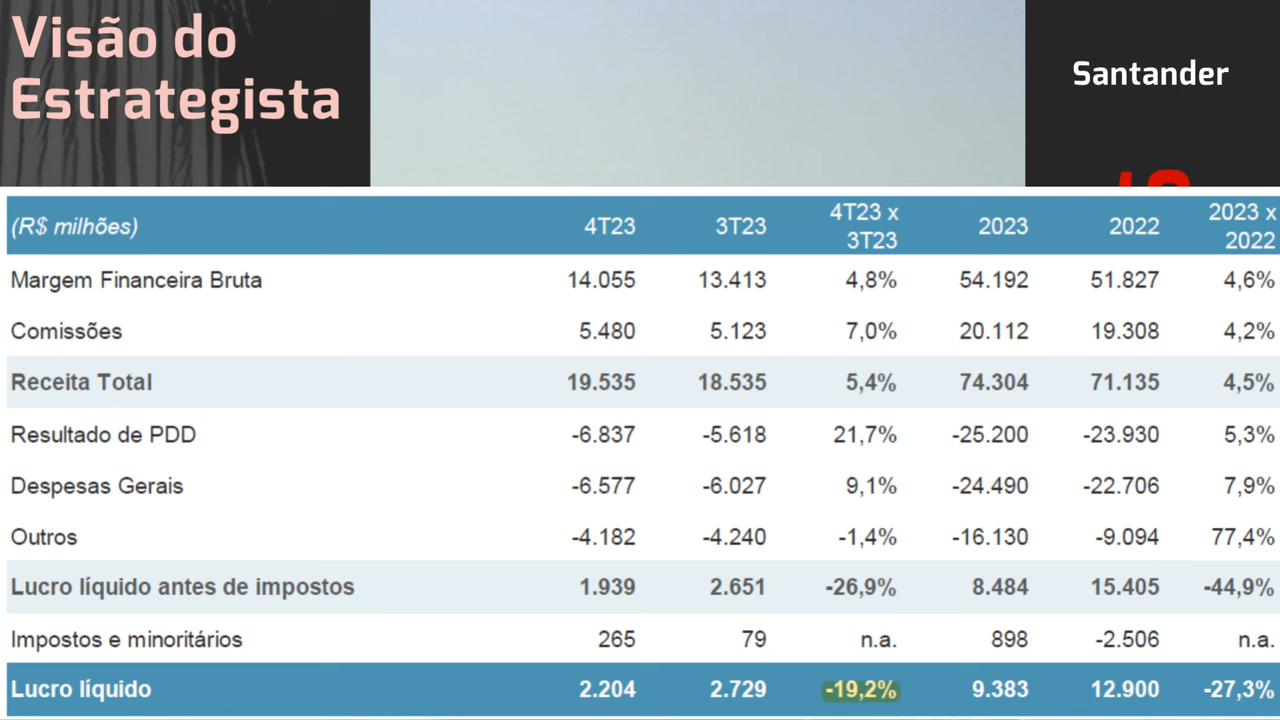 Visão do
Estrategista
Santander
(R$ milhões) 4T23 3T23 4T23 x 3T23 2023 2022 2023 x 2022
Margem Financeira Bruta 14.055 13.413 4,8% 54.192 51.827 4,6%
Comissões 5.480 5.123 7,0% 20.112 19.308 4,2%
Receita Total 19.535 18.535 5,4% 74.304 71.135 4,5%
Resultado de PDD -6.837 -5.618 21,7% -25.200 -23.930 5,3%
Despesas Gerais -6.577 -6.027 9,1% -24.490 -22.706 7,9%
Outros -4.182 -4.240 -1,4% -16.130 -9.094 77,4%
Lucro líquido antes de impostos 1.939 2.651 -26,9% 8.484 15.405 -44,9%
Impostos e minoritários 265 79 n.a. 898 -2.506 n.a.
Lucro líquido 2.204 2.729 -19,2% 9.383 12.900 -27,3%